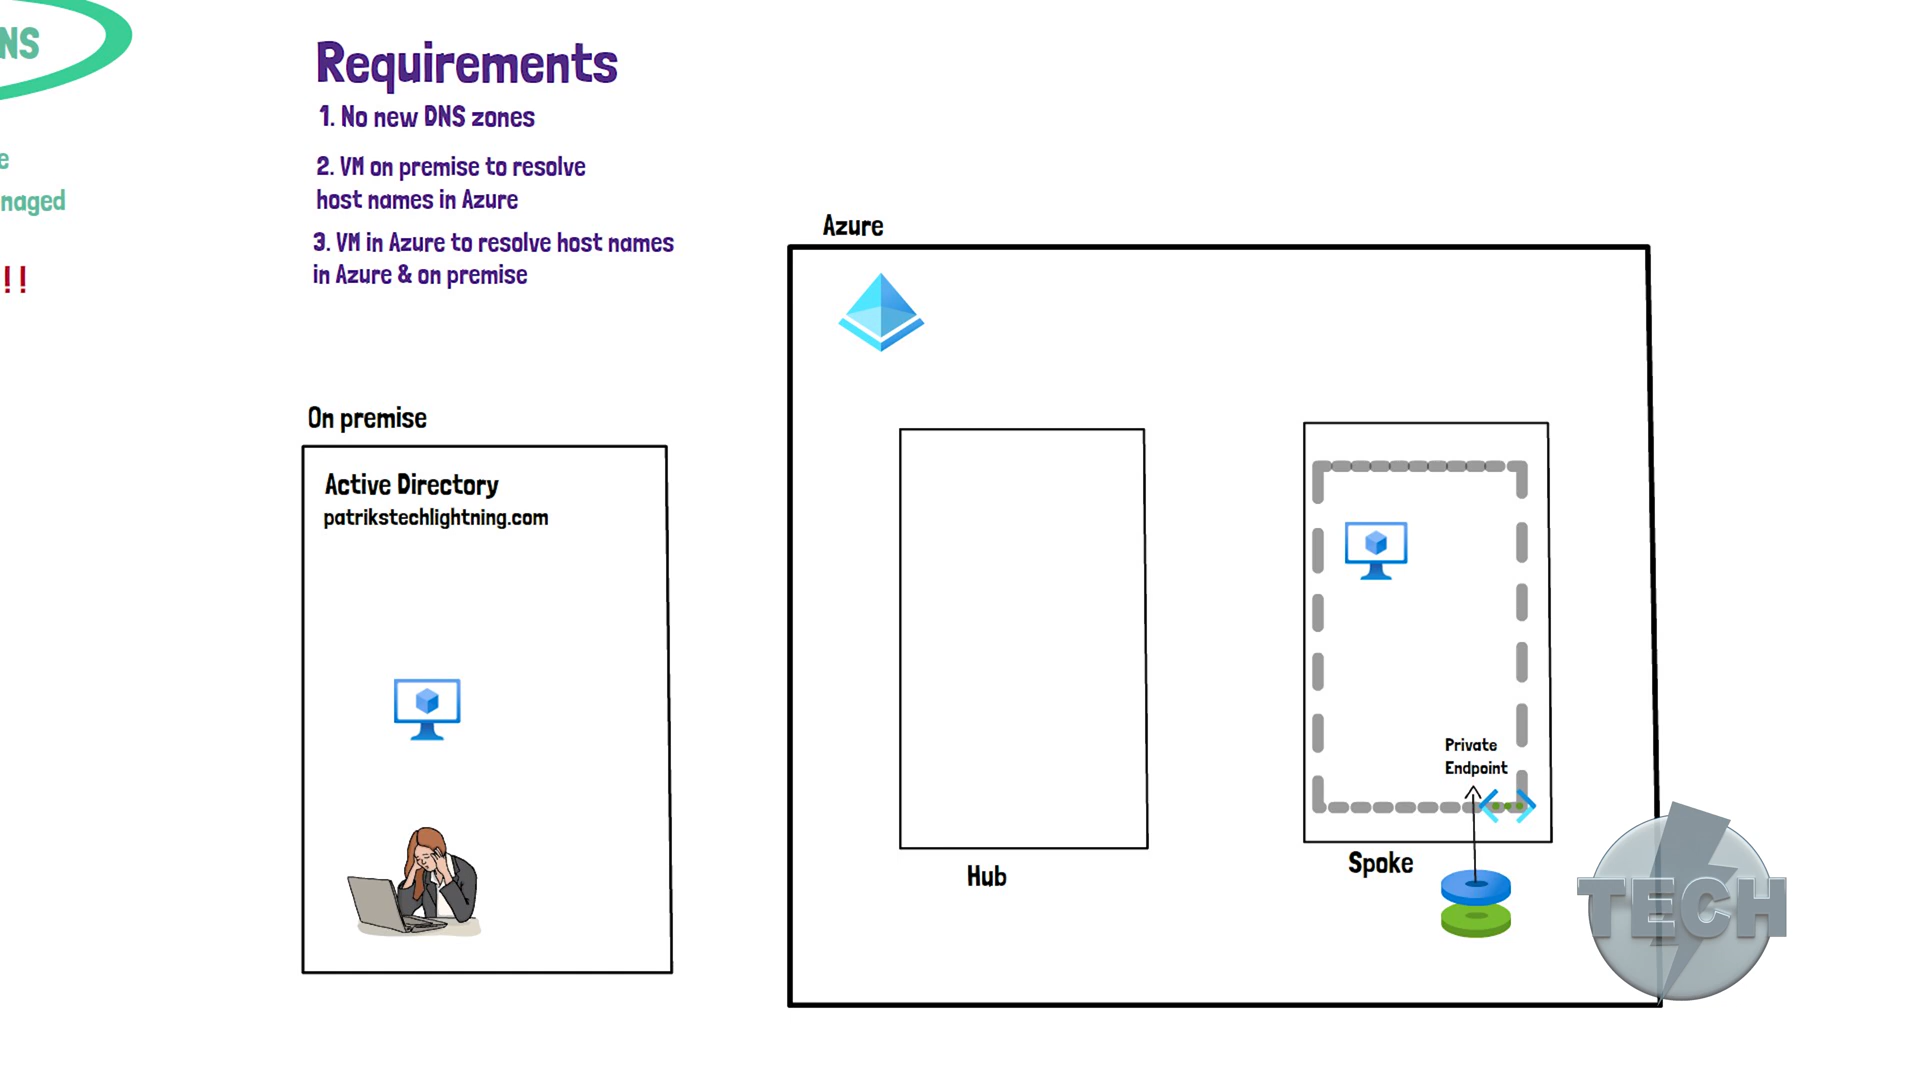 NS
e
naged
!!
Requirements
1. No new DNS zones
2. VM on premise to resolve
host names in Azure
3. VM in Azure to resolve host names
in Azure & on premise
Azure
On premise
Active Directory
patrikstechlightning.com
Private
Endpoint
Hub
Spoke
TECH